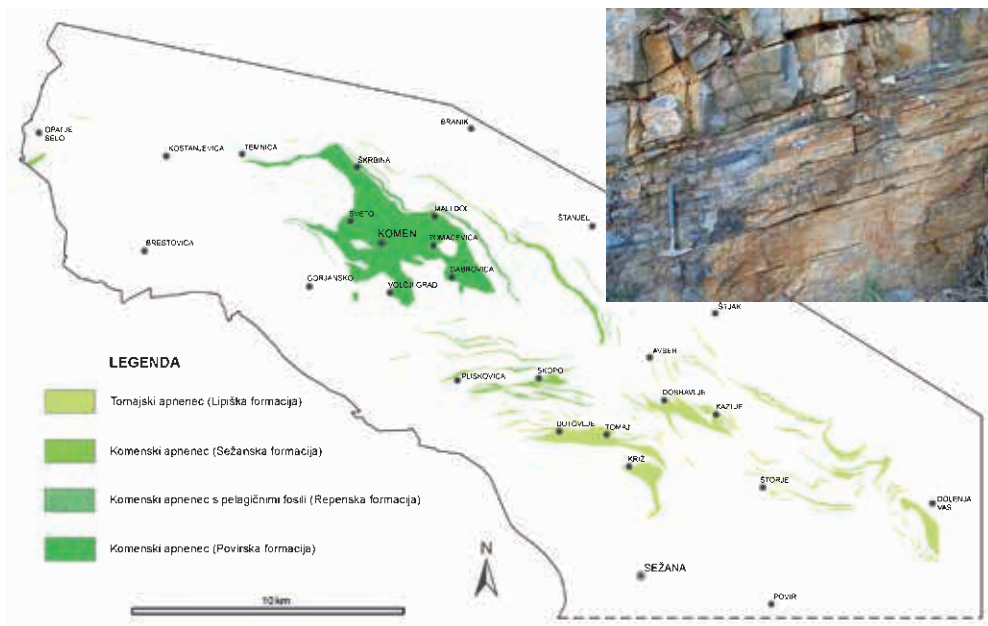 BRANIK
OPATJE
SELO
KOSTANJEVICA
TEMNICA
ŠKRBINA
SVETO
MALI DOL
ŠTANJEL
KOMEN
TOMAČEVICA
BRESTOVICA
GABROVICA
GORJANSKO
VOLČJI GRAD
ŠTJAK
LEGENDA
AVBER
PLISKOVICA
SKOPO
Tomajski apnenec (Lipiška formacija)
DOBRAVLJE
KAZLJE
DUTOVLJE
TOMAJ
Komenski apnenec (Sežanska formacija)
KRIŽ
ŠTORJE
Komenski apnenec s pelagičnimi fosili (Repenska formacija)
DOLENJA
VAS
Komenski apnenec (Povirska formacija)
N
SEŽANA
10 km
POVIR